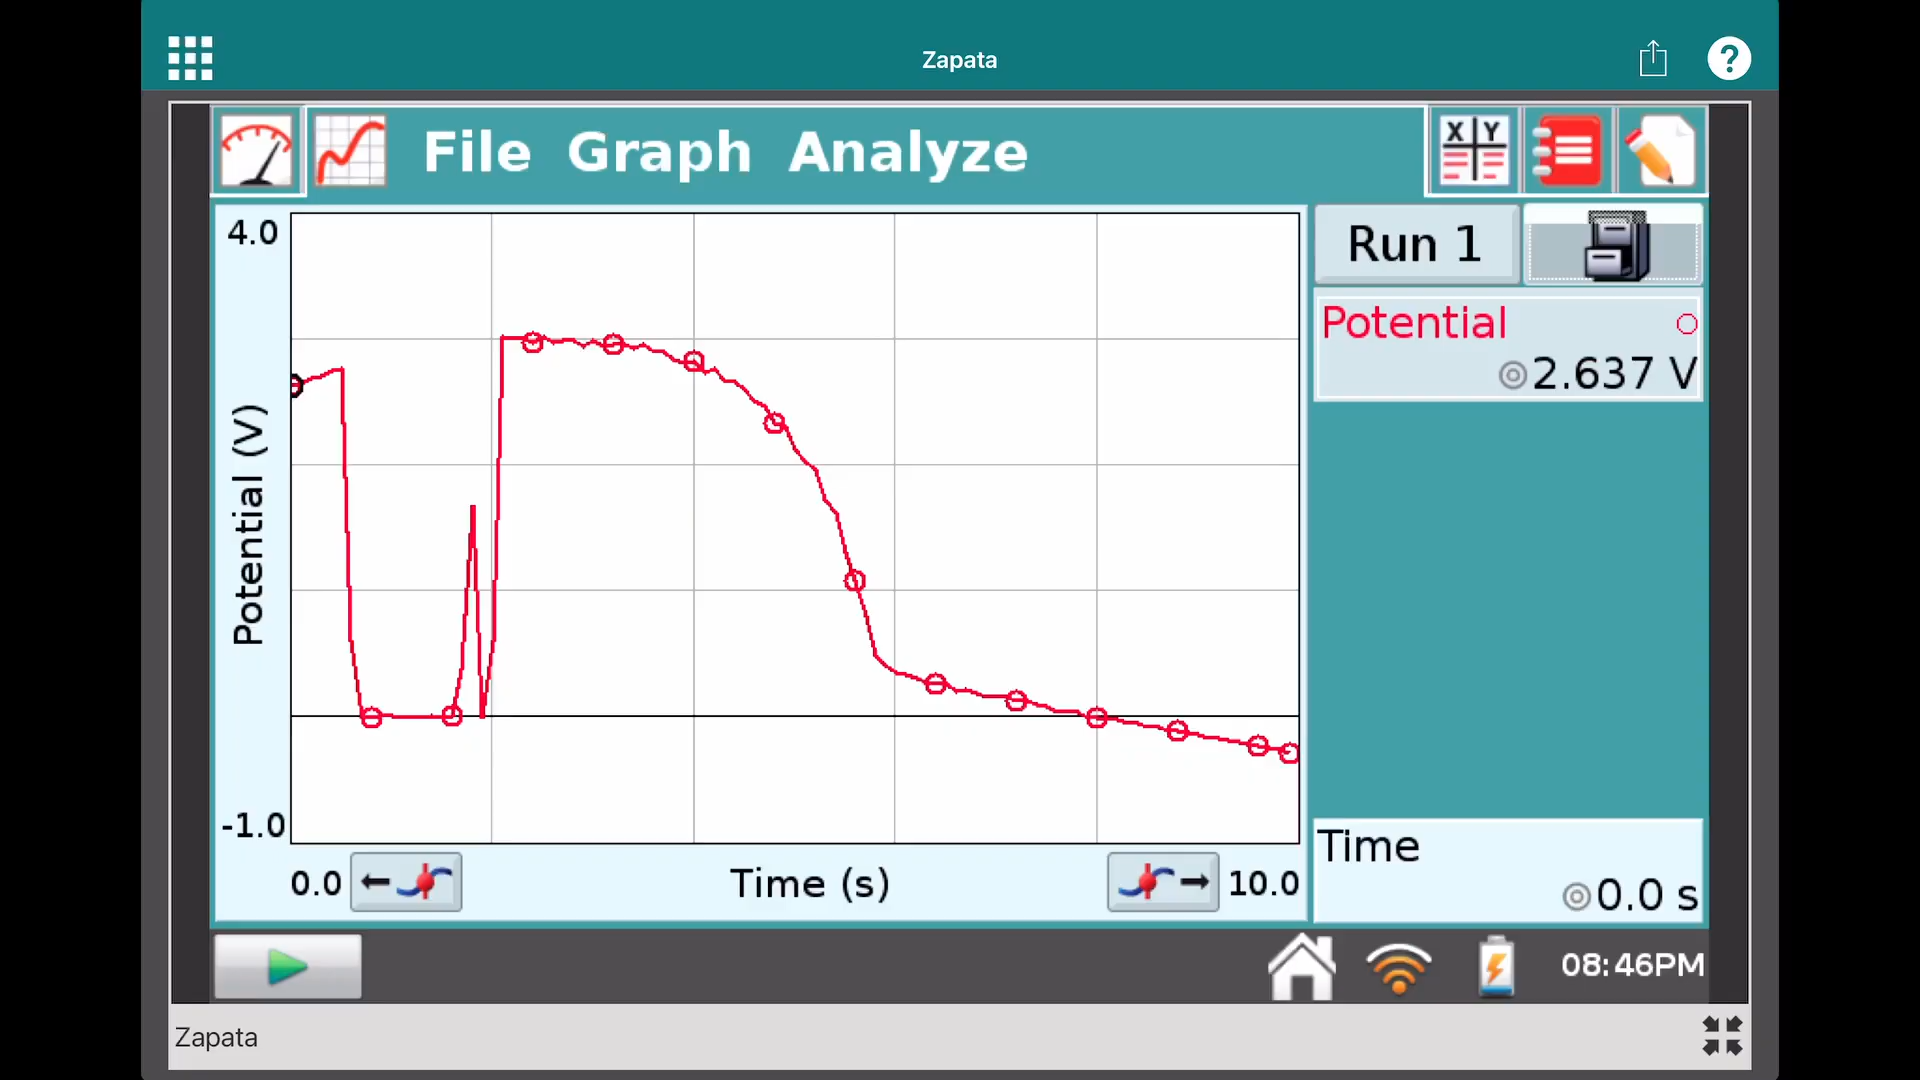 Zapata
?
File Graph Analyze
X Y
4.0
Run 1
Potential
2.637 V
Potential (V)
-1.0
0.0
Time (s)
10.0
Time
0.0 s
08:46PM
Zapata